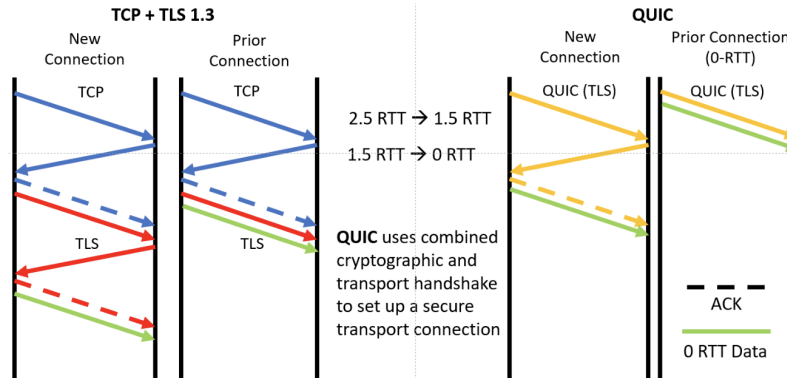 TCP + TLS 1.3
New
Connection
Prior
Connection
TCP
TCP
TLS
TLS
2.5 RTT → 1.5 RTT
1.5 RTT → 0 RTT
QUIC uses combined
cryptographic and
transport handshake
to set up a secure
transport connection
QUIC
New
Connection
Prior Connection
(0-RTT)
QUIC (TLS)
QUIC (TLS)
ACK
0 RTT Data